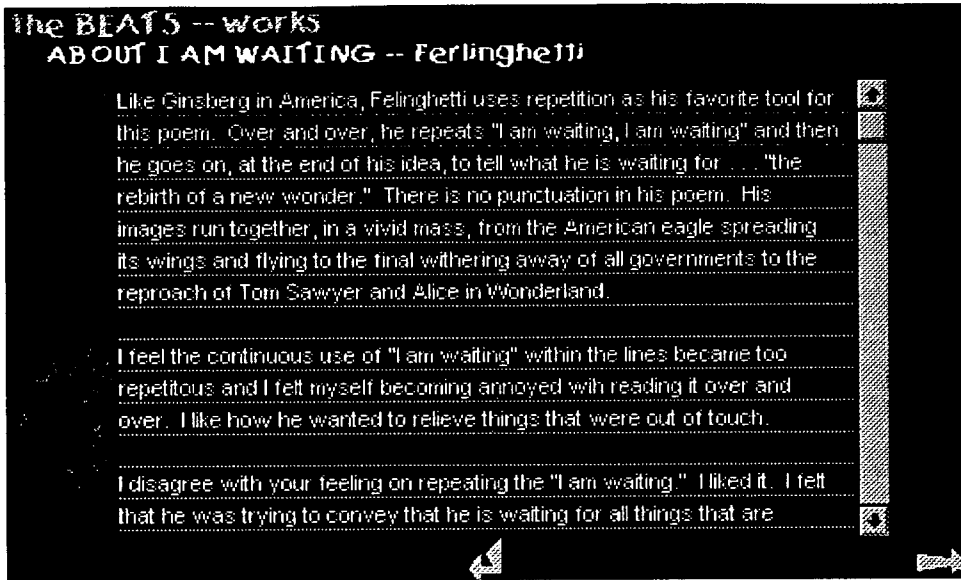 the BEATS -- works
ABOUT I AM WAITING -- Ferlinghetti
Like Ginsberg in America, Felinghetti uses repetition as his favorite tool for
this poem. Over and over, he repeats "I am waiting, I am waiting" and then
he goes on, at the end of his idea, to tell what he is waiting for . . . "the
rebirth of a new wonder." There is no punctuation in his poem. His
images run together, in a vivid mass, from the American eagle spreading
its wings and flying to the final withering away of all governments to the
reproach of Tom Sawyer and Alice in Wonderland.
I feel the continuous use of "I am waiting" within the lines became too
repetitous and I felt myself becoming annoyed wih reading it over and
over. I like how he wanted to relieve things that were out of touch.
I disagree with your feeling on repeating the "I am waiting." I liked it. I felt
that he was trying to convey that he is waiting for all things that are